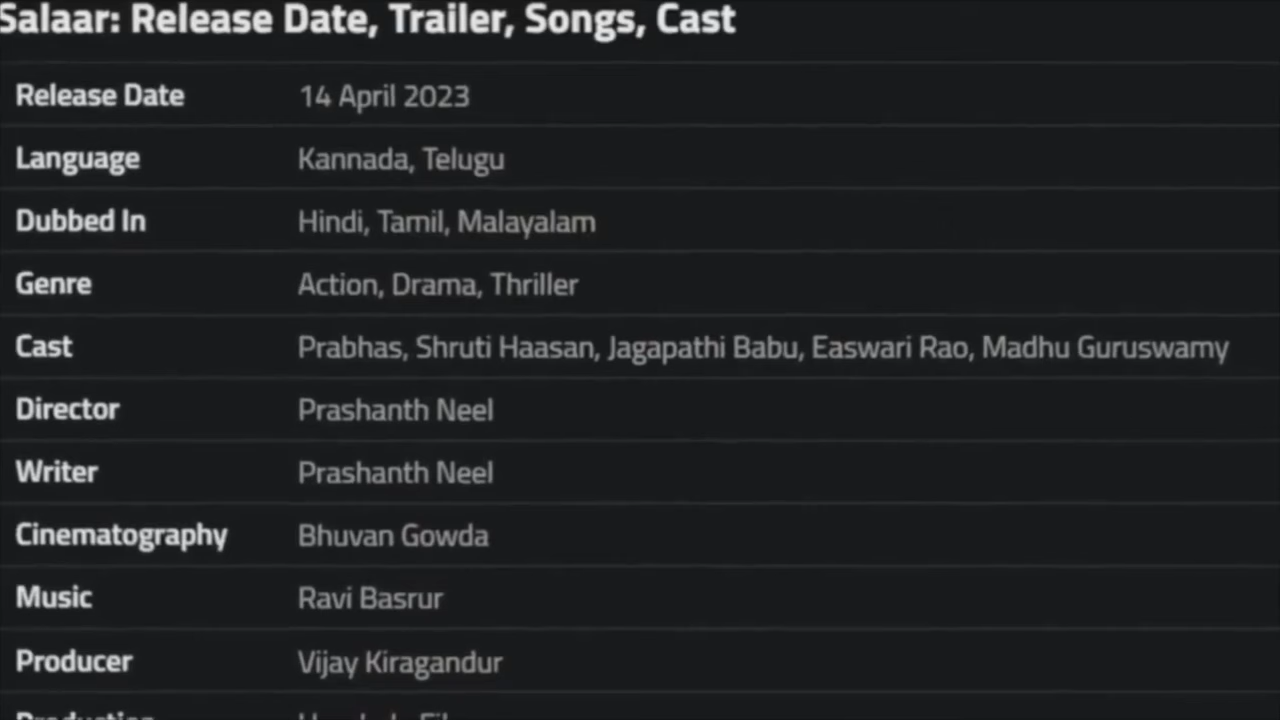 Salaar: Release Date, Trailer, Songs, Cast
Release Date 14 April 2023
Language Kannada, Telugu
Dubbed In Hindi, Tamil, Malayalam
Genre Action, Drama, Thriller
Cast Prabhas, Shruti Haasan, Jagapathi Babu, Easwari Rao, Madhu Guruswamy
Director Prashanth Neel
Writer Prashanth Neel
Cinematography Bhuvan Gowda
Music Ravi Basrur
Producer Vijay Kiragandur